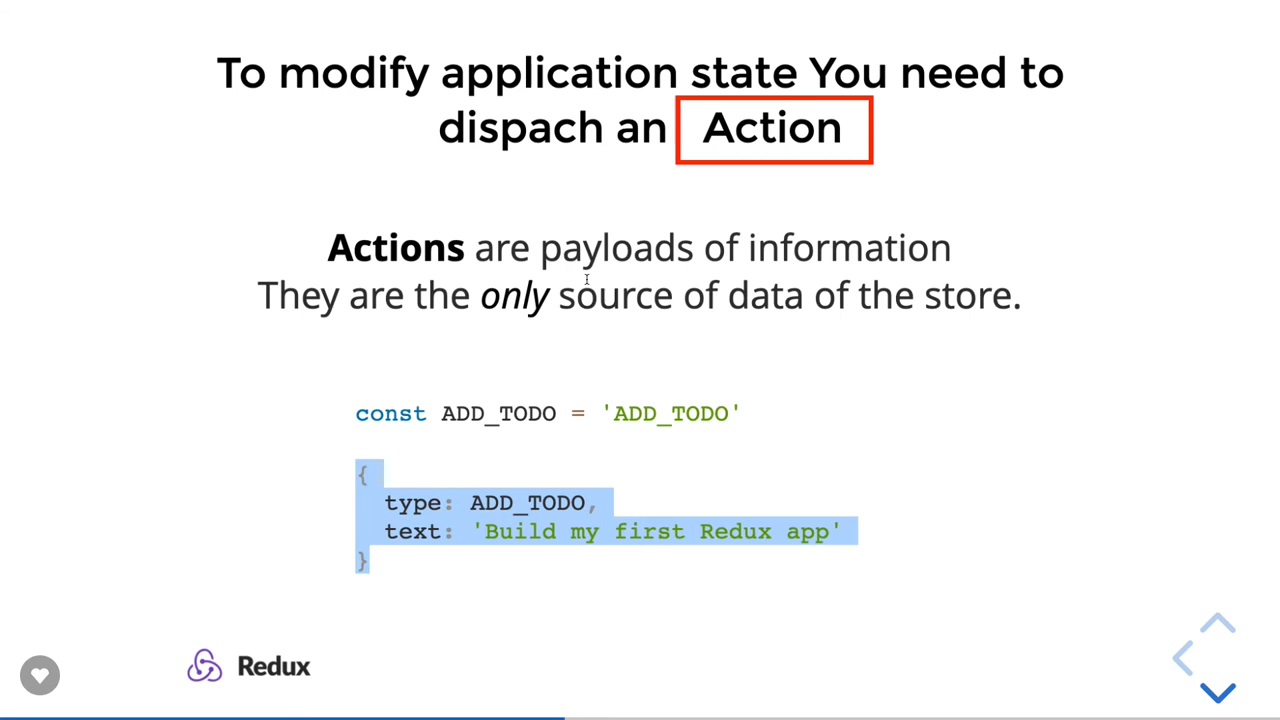 To modify application state You need to
dispach an Action
Actions are payloads of information
They are the only source of data of the store.
const ADD_TODO = 'ADD_TODO'
{
type: ADD_TODO,
text: 'Build my first Redux app'
}
Redux